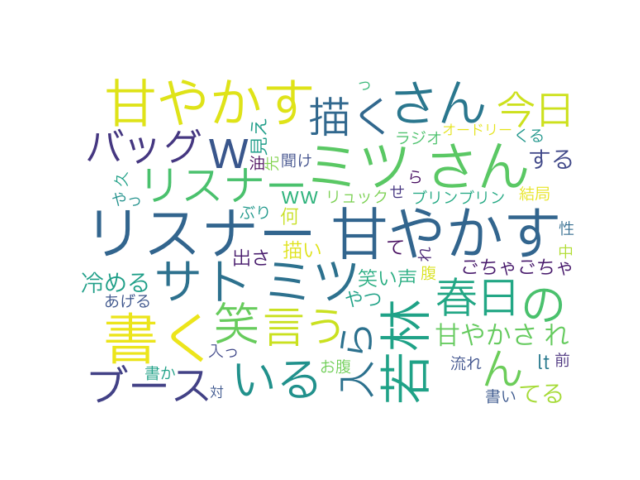 っ
甘やかす
描く
さん
今日
オードリー
くる
ラジオ
見え
バッグ
w
油
先
聞け
ミツ
さん
する
リスナー
久
やっ
ww
リュック
せ
ら
プリンプリン
結局
ぶり
何
リスナー
甘やかす
性
描い
て
れ
中
出さ
サト
ミツ
腹
ごちゃごちゃ
冷める
笑い声
あげる
やつ
春日
の
書く
笑
言う
入ら
若林
甘やかさ
れ
入っ
ブース
書か
いる
お腹
流れ
ん
lt
前
対
書い
てる